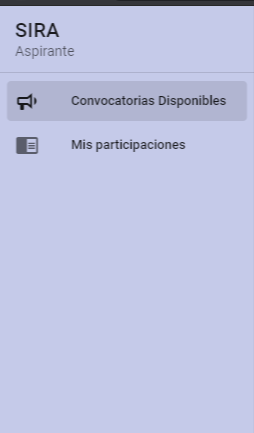 SIRA
Aspirante
Convocatorias Disponibles
Mis participaciones